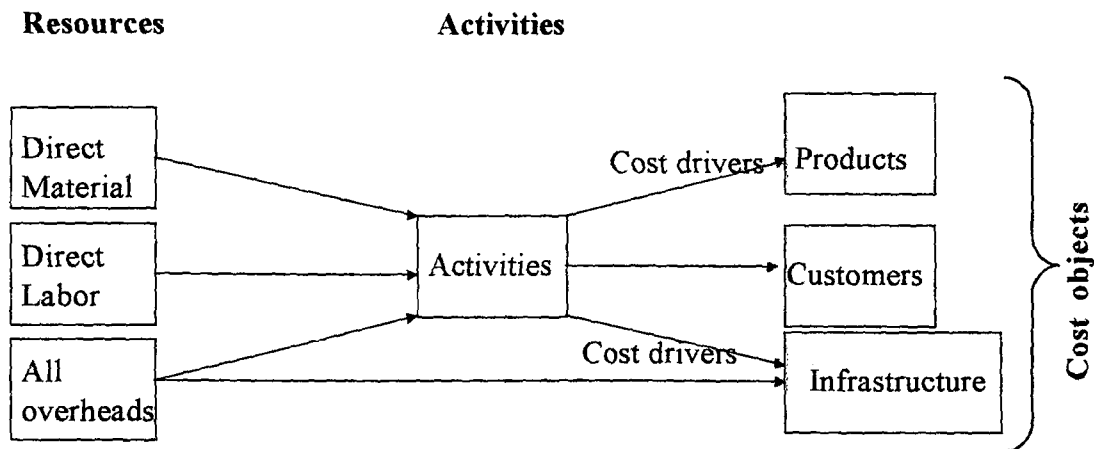 Resources
Activities
Direct
Material
Direct
Labor
All
overheads
Activities
Cost drivers
Cost drivers
Products
Customers
Infrastructure
Cost objects